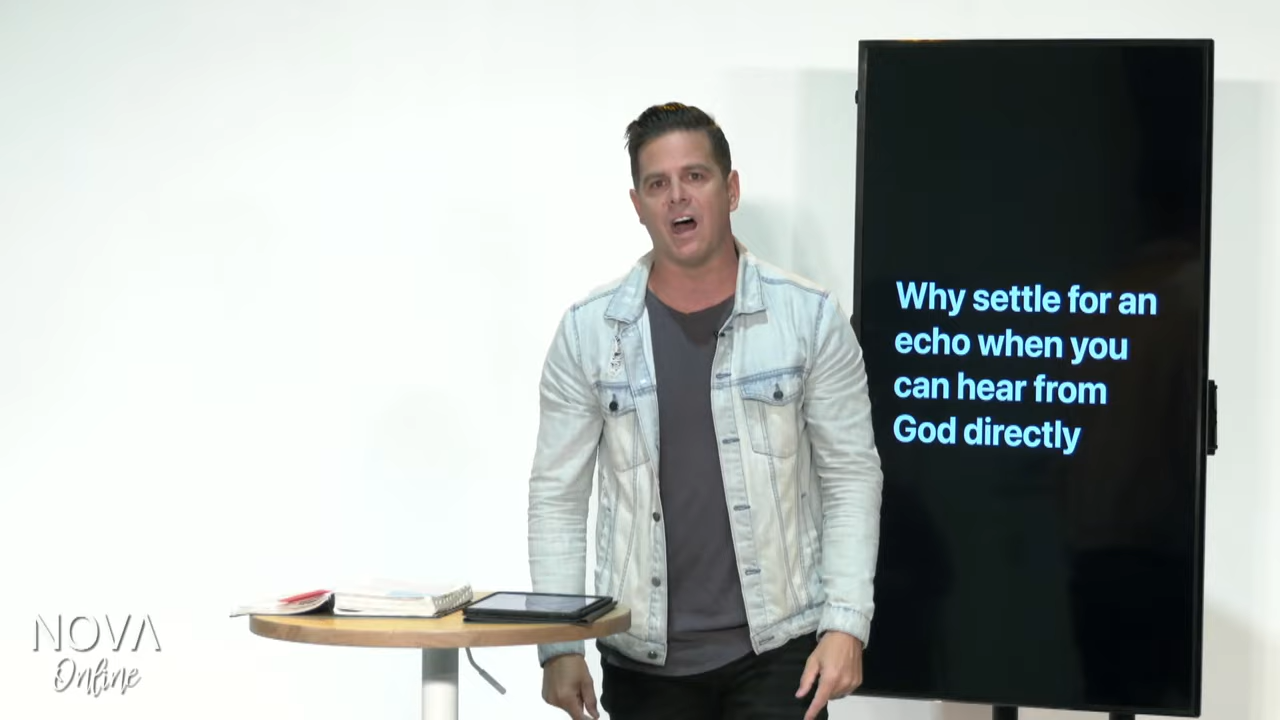 Why settle for an
echo when you
can hear from
God directly
NOVA
Online